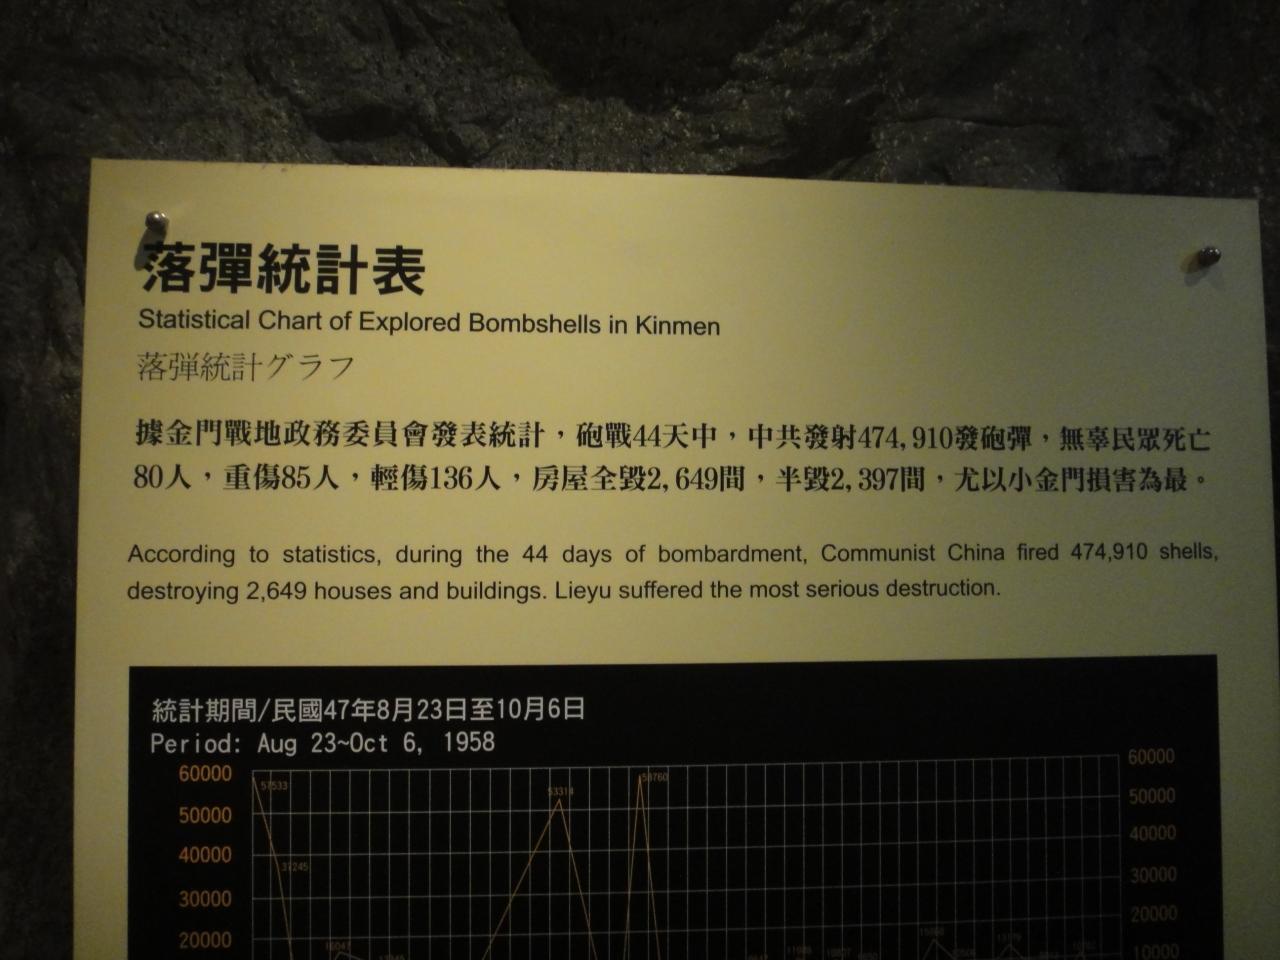 落彈統計表
Statistical Chart of Explored Bombshells in Kinmen
落弾統計グラフ
據金門戰地政務委員會發表統計，砲戰44天中，中共發射474,910發砲彈，無辜民眾死亡
80人，重傷85人，輕傷136人，房屋全毀2,649間，半毀2,397間，尤以小金門損害為最。
According to statistics, during the 44 days of bombardment, Communist China fired 474,910 shells,
destroying 2,649 houses and buildings. Lieyu suffered the most serious destruction.
統計期間/民國47年8月23日至10月6日
Period: Aug 23~Oct 6, 1958
60000 57533 53314 58760 60000
50000 50000
40000 37245 40000
30000 30000
20000 16047 20000
10000